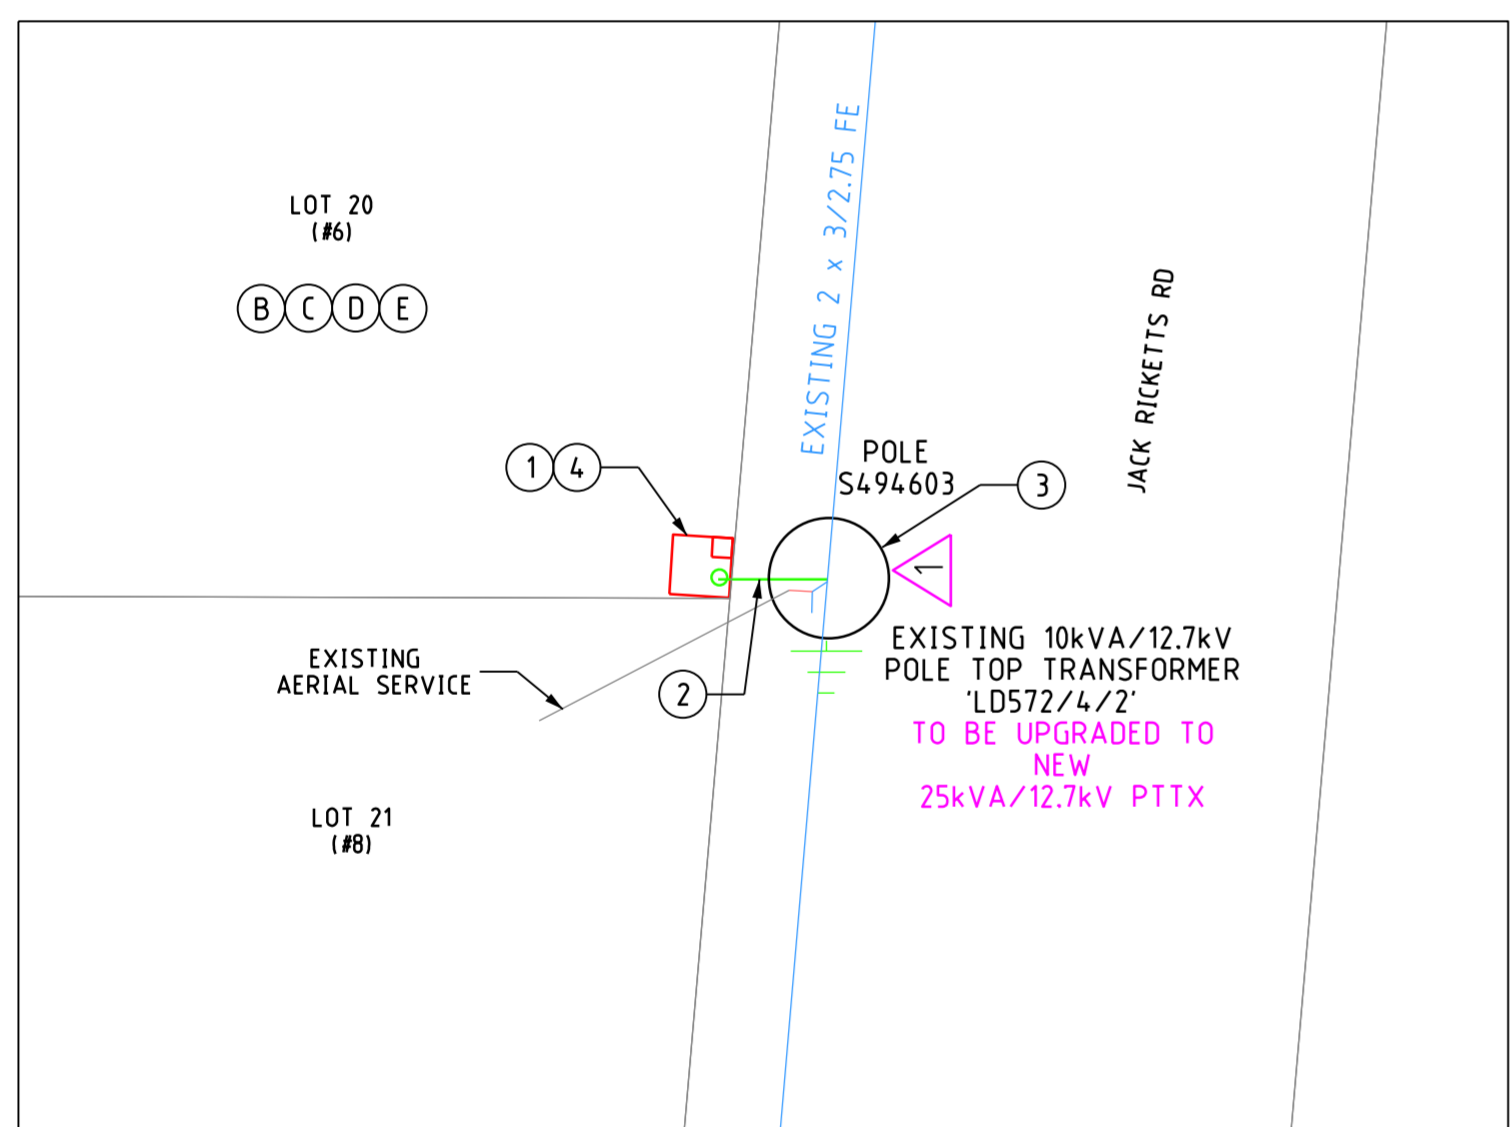 LOT 20
(#6)
B C D E
EXISTING 2 x 3/2.75 FE
JACK RICKETTS RD
1 4
POLE
S494603
3
1
EXISTING
AERIAL SERVICE
2
EXISTING 10kVA/12.7kV
POLE TOP TRANSFORMER
'LD572/4/2'
TO BE UPGRADED TO
NEW
25kVA/12.7kV PTTX
LOT 21
(#8)